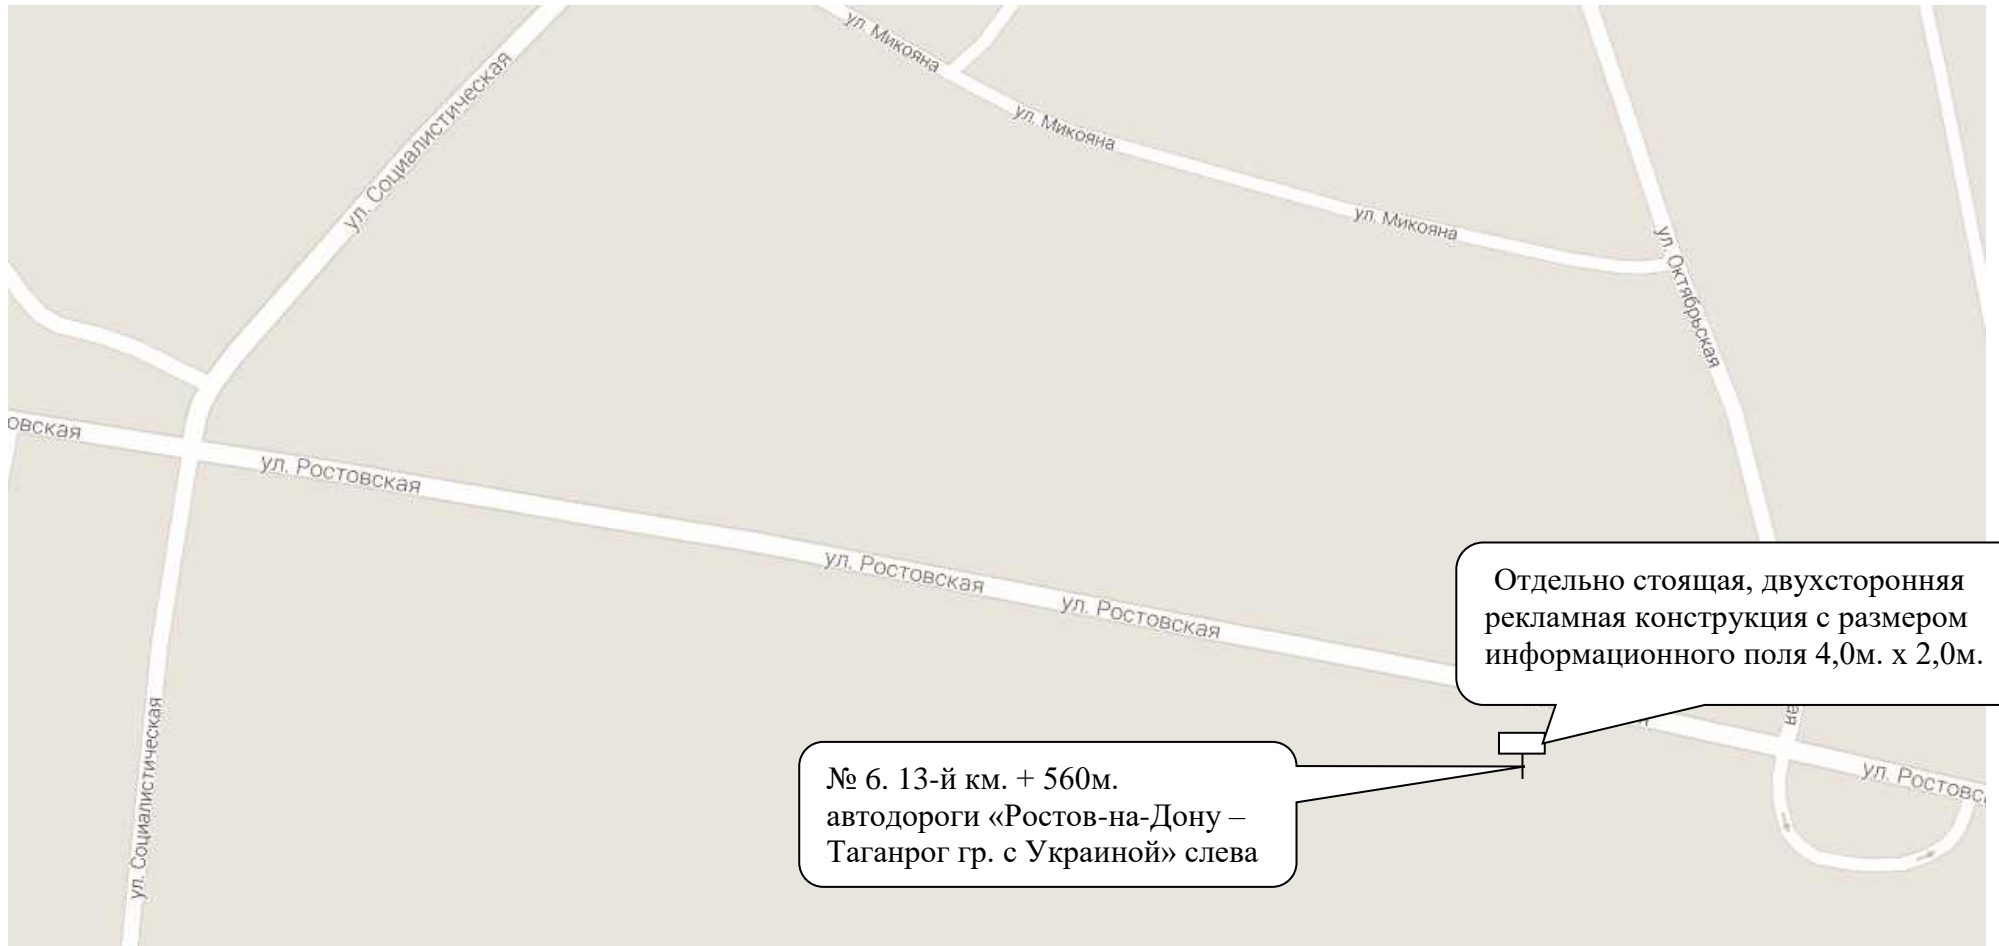 ул. Микояна
ул. Социалистическая
ул. Микояна
ул. Микояна
ул. Октябрьская
овская
ул. Ростовская
ул. Ростовская
ул. Ростовская
Отдельно стоящая, двухсторонняя
рекламная конструкция с размером
информационного поля 4,0м. х 2,0м.
ая
ул. Ростовс
№ 6. 13-й км. + 560м.
автодороги «Ростов-на-Дону –
Таганрог гр. с Украиной» слева
ул. Социалистическая